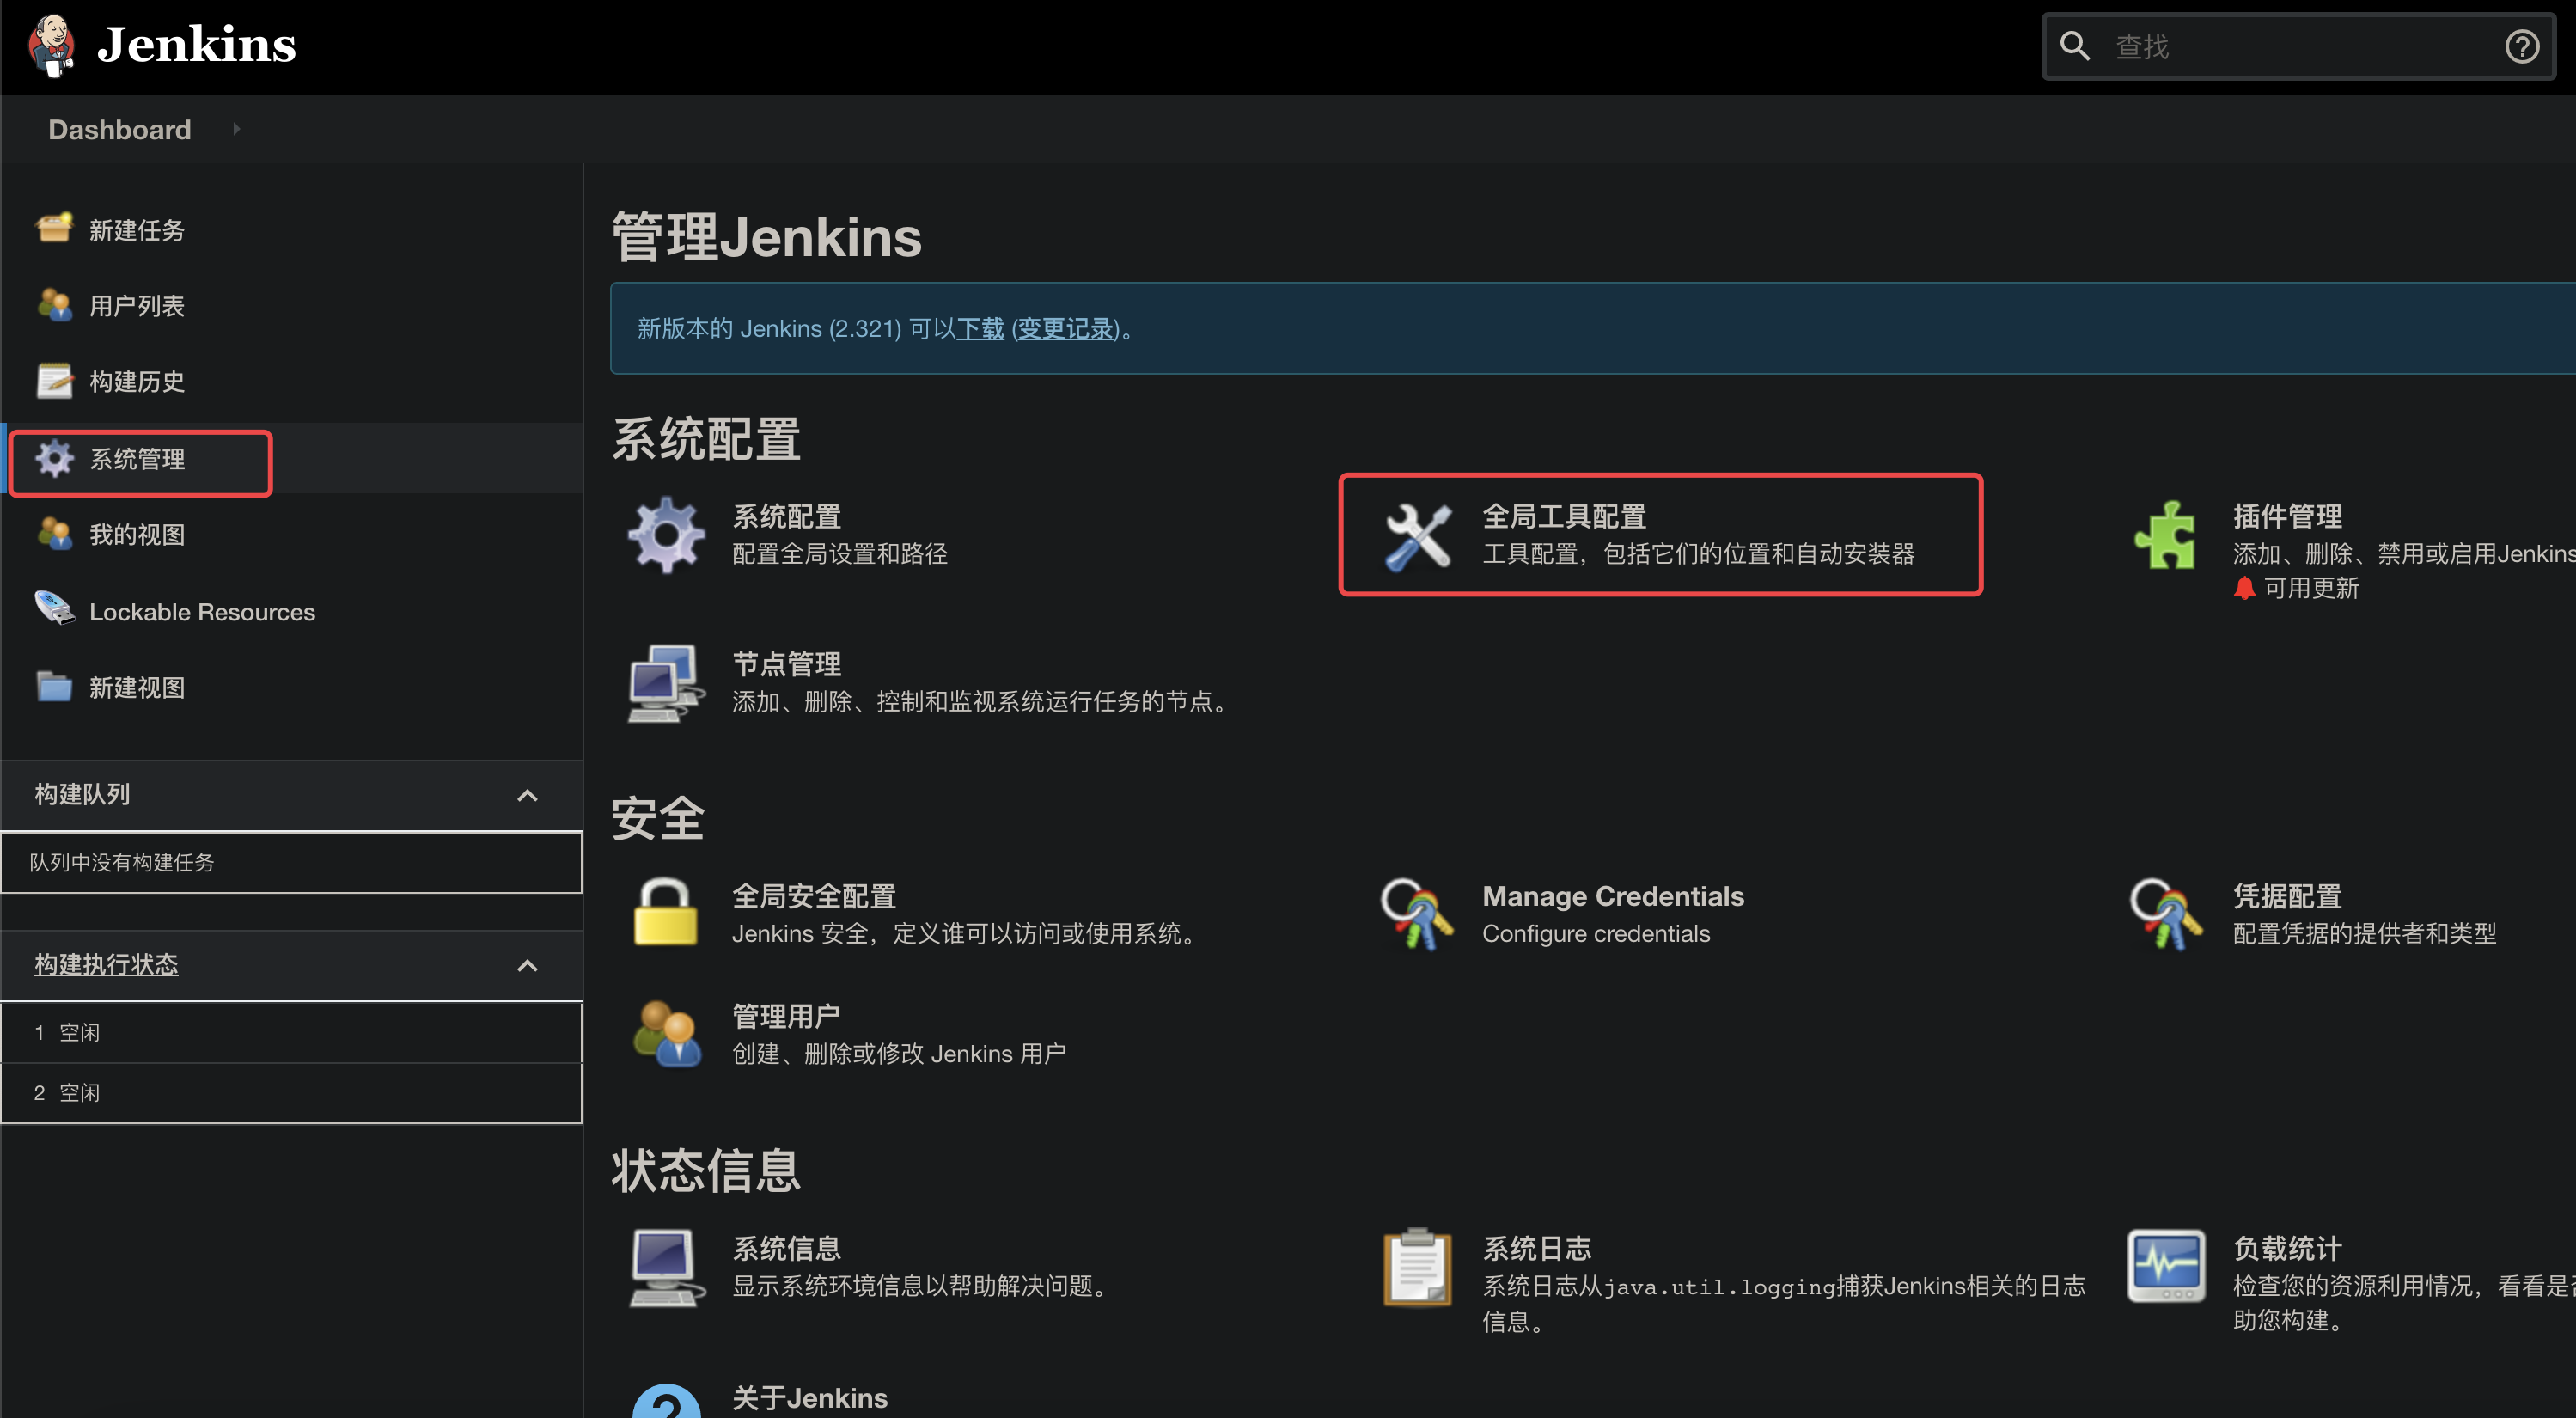 Jenkins
查找
Dashboard
新建任务
用户列表
构建历史
系统管理
我的视图
Lockable Resources
新建视图
构建队列
队列中没有构建任务
构建执行状态
1 空闲
2 空闲
管理Jenkins
新版本的 Jenkins (2.321) 可以下载 (变更记录)。
系统配置
系统配置
配置全局设置和路径
全局工具配置
工具配置，包括它们的位置和自动安装器
插件管理
添加、删除、禁用或启用Jenkins
可用更新
节点管理
添加、删除、控制和监视系统运行任务的节点。
安全
全局安全配置
Jenkins 安全，定义谁可以访问或使用系统。
Manage Credentials
Configure credentials
凭据配置
配置凭据的提供者和类型
管理用户
创建、删除或修改 Jenkins 用户
状态信息
系统信息
显示系统环境信息以帮助解决问题。
系统日志
系统日志从java.util.logging捕获Jenkins相关的日志
信息。
负载统计
检查您的资源利用情况，看看是
助您构建。
关于Jenkins